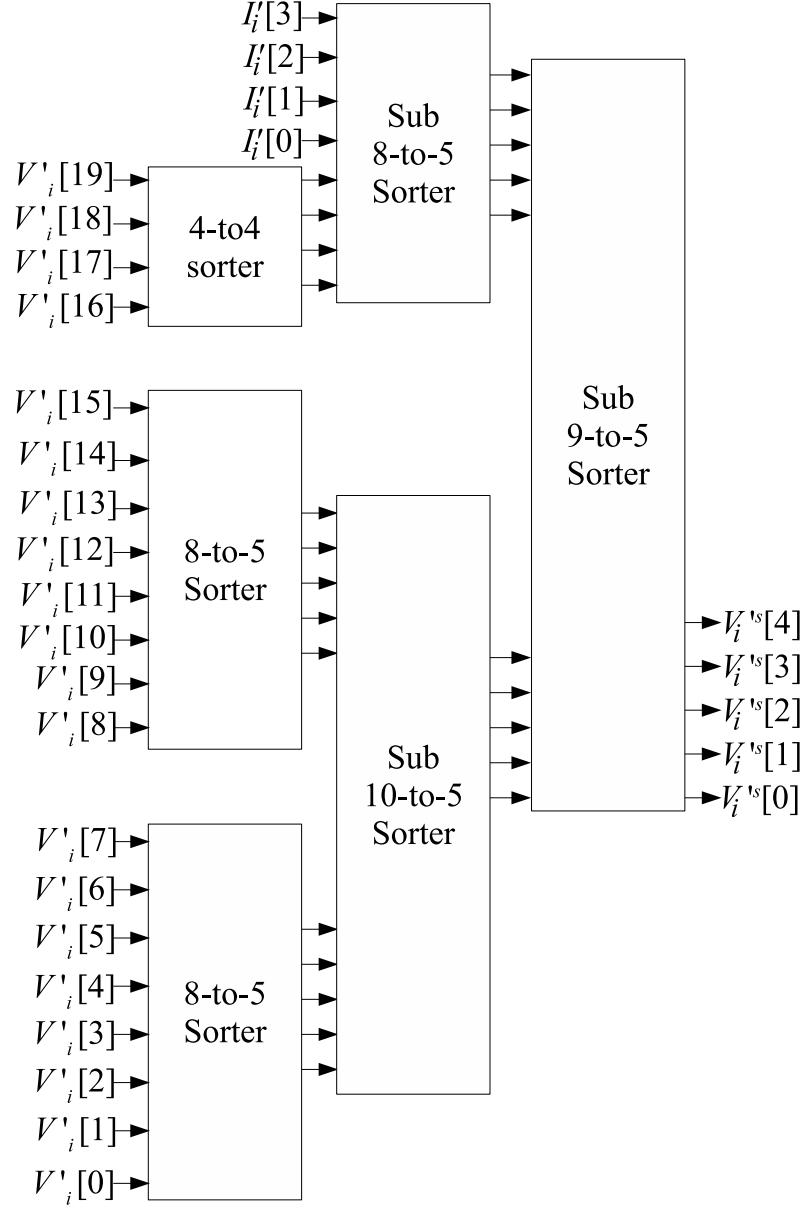 I'i[3]
I'i[2]
I'i[1]
I'i[0]
Sub
8-to-5
Sorter
V'i[19]
V'i[18]
V'i[17]
V'i[16]
4-to4
sorter
V'i[15]
V'i[14]
V'i[13]
V'i[12]
V'i[11]
V'i[10]
V'i[9]
V'i[8]
8-to-5
Sorter
Sub
9-to-5
Sorter
Sub
10-to-5
Sorter
Vi's[4]
Vi's[3]
Vi's[2]
Vi's[1]
Vi's[0]
V'i[7]
V'i[6]
V'i[5]
V'i[4]
V'i[3]
V'i[2]
V'i[1]
V'i[0]
8-to-5
Sorter